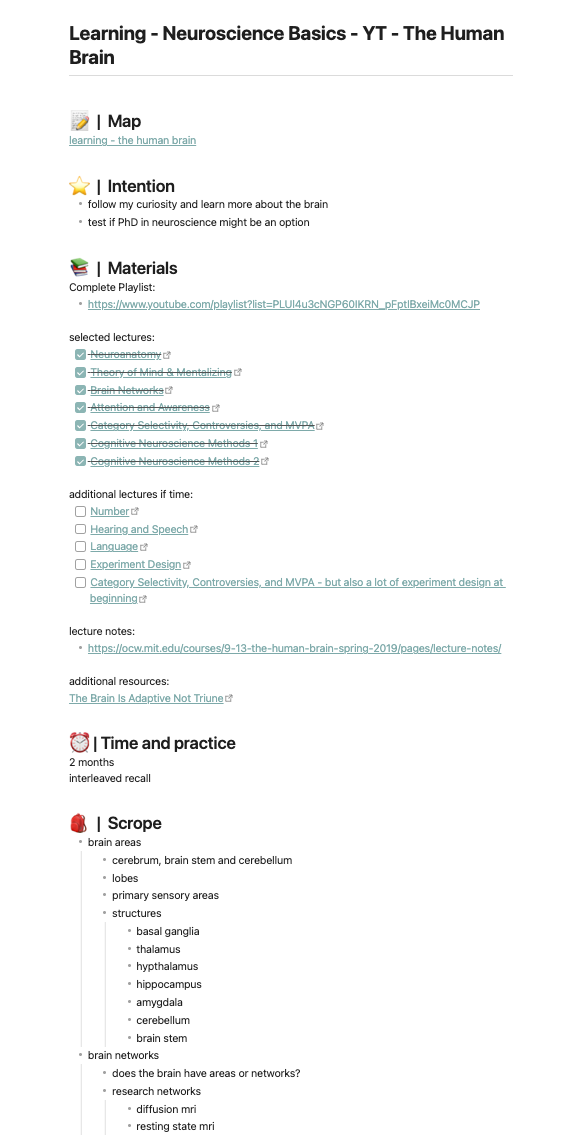 Learning - Neuroscience Basics - YT - The Human
Brain
📝 | Map
learning - the human brain
⭐ | Intention
• follow my curiosity and learn more about the brain
• test if PhD in neuroscience might be an option
📚 | Materials
Complete Playlist:
• https://www.youtube.com/playlist?list=PLUl4u3cNGP60IKRN_pFptIBxeiMc0MCJP
selected lectures:
Neuroanatomy
Theory of Mind & Mentalizing
Brain Networks
Attention and Awareness
Category Selectivity, Controversies, and MVPA
Cognitive Neuroscience Methods 1
Cognitive Neuroscience Methods 2
additional lectures if time:
Number
Hearing and Speech
Language
Experiment Design
Category Selectivity, Controversies, and MVPA - but also a lot of experiment design at
beginning
lecture notes:
• https://ocw.mit.edu/courses/9-13-the-human-brain-spring-2019/pages/lecture-notes/
additional resources:
The Brain Is Adaptive Not Triune
⏰| Time and practice
2 months
interleaved recall
🎒 | Scrope
• brain areas
• cerebrum, brain stem and cerebellum
• lobes
• primary sensory areas
• structures
• basal ganglia
• thalamus
• hypthalamus
• hippocampus
• amygdala
• cerebellum
• brain stem
• brain networks
• does the brain have areas or networks?
• research networks
• diffusion mri
• resting state mri